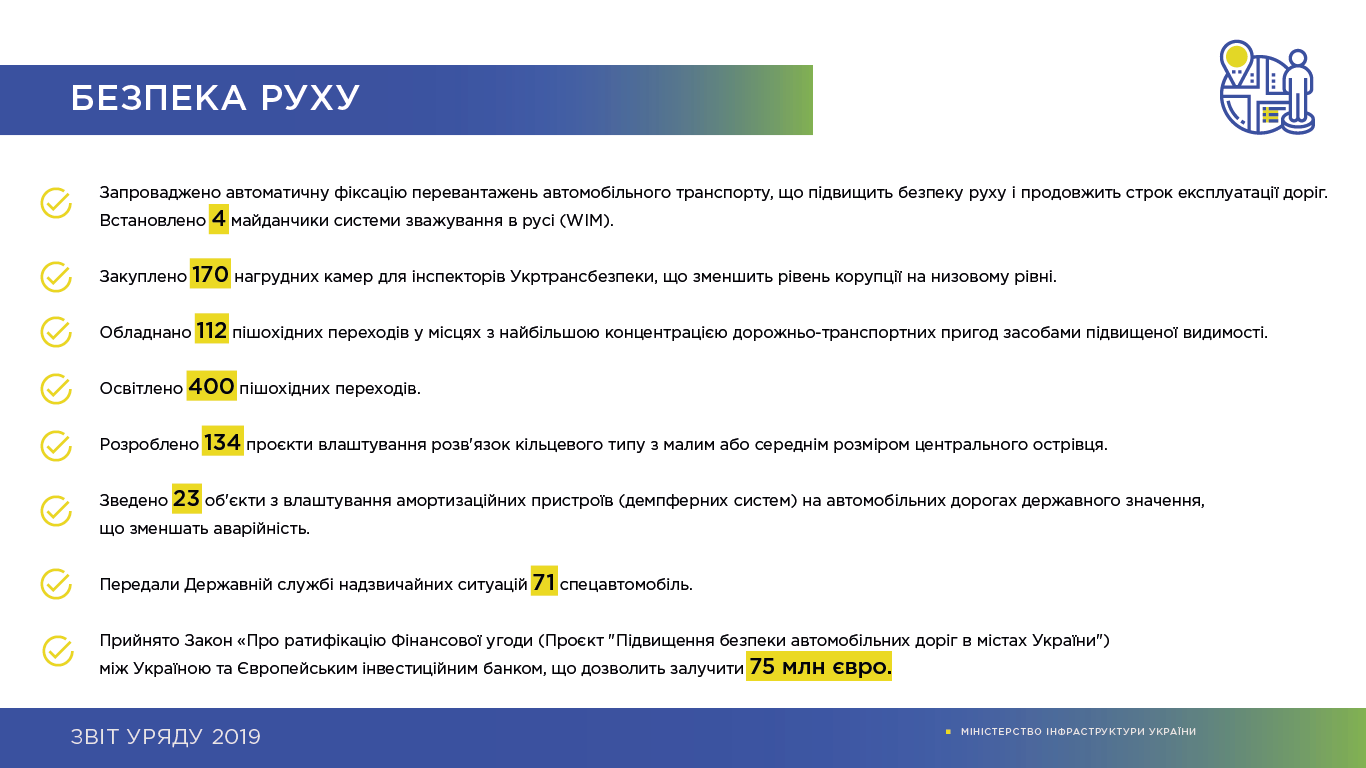 БЕЗПЕКА РУХУ
Запроваджено автоматичну фіксацію перевантажень автомобільного транспорту, що підвищить безпеку руху і продовжить строк експлуатації доріг.
Встановлено 4 майданчики системи зважування в русі (WIM).
Закуплено 170 нагрудних камер для інспекторів Укртрансбезпеки, що зменшить рівень корупції на низовому рівні.
Обладнано 112 пішохідних переходів у місцях з найбільшою концентрацією дорожньо-транспортних пригод засобами підвищеної видимості.
Освітлено 400 пішохідних переходів.
Розроблено 134 проєкти влаштування розв'язок кільцевого типу з малим або середнім розміром центрального острівця.
Зведено 23 об'єкти з влаштування амортизаційних пристроїв (демпферних систем) на автомобільних дорогах державного значення,
що зменшать аварійність.
Передали Державній службі надзвичайних ситуацій 71 спецавтомобіль.
Прийнято Закон «Про ратифікацію Фінансової угоди (Проєкт "Підвищення безпеки автомобільних доріг в містах України")
між Україною та Європейським інвестиційним банком, що дозволить залучити 75 млн євро.
ЗВІТ УРЯДУ 2019
МІНІСТЕРСТВО ІНФРАСТРУКТУРИ УКРАЇНИ